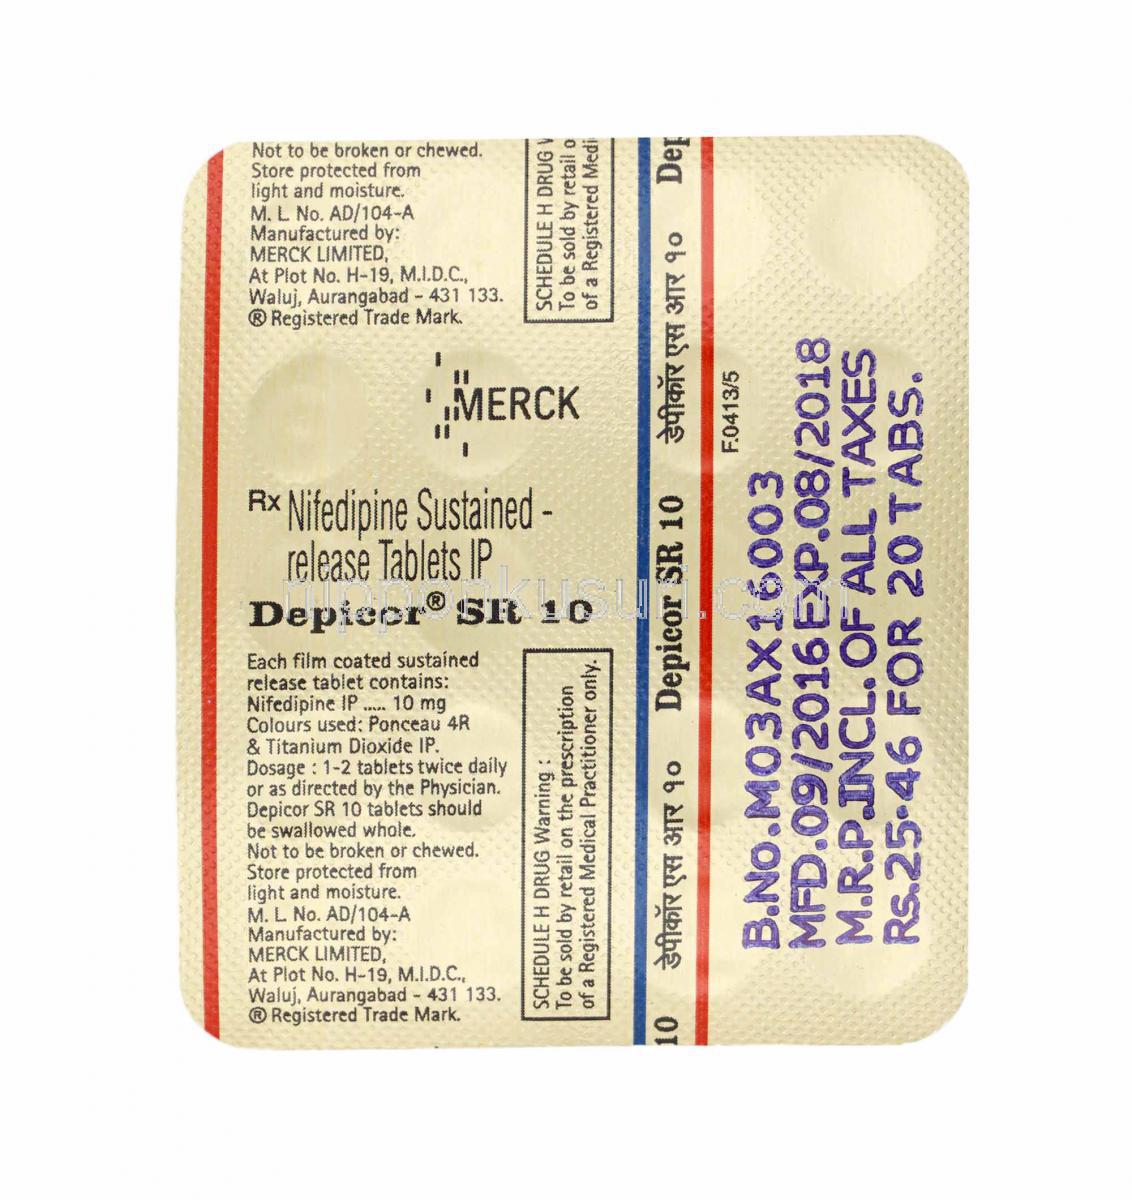 Not to be broken or chewed.
Store protected from
light and moisture.
M. L. No. AD/104-A
Manufactured by:
MERCK LIMITED,
At Plot No. H-19, M.I.D.C.,
Waluj, Aurangabad - 431 133.
® Registered Trade Mark.
MERCK
Rx Nifedipine Sustained -
release Tablets IP
Depicor® SR 10
Each film coated sustained
release tablet contains:
Nifedipine IP ..... 10 mg
Colours used: Ponceau 4R
& Titanium Dioxide IP.
Dosage : 1-2 tablets twice daily
or as directed by the Physician.
Depicor SR 10 tablets should
be swallowed whole.
Not to be broken or chewed.
Store protected from
light and moisture.
M. L. No. AD/104-A
Manufactured by:
MERCK LIMITED,
At Plot No. H-19, M.I.D.C.,
Waluj, Aurangabad - 431 133.
® Registered Trade Mark.
SCHEDULE H DRUG
To be sold by retail
of a Registered
SCHEDULE H DRUG Warning :
To be sold by retail on the prescription
of a Registered Medical Practitioner only.
10 डेपीकॉर एस आर १० Depicor SR 10 डेपीकॉर एस आर १० Dep
F.0413/5
B.No.M03AX16003
MFD.09/2016 EXP.08/2018
M.R.P.INCL.OF ALL TAXES
Rs.25.46 FOR 20 TABS.
nipponkusuri.com